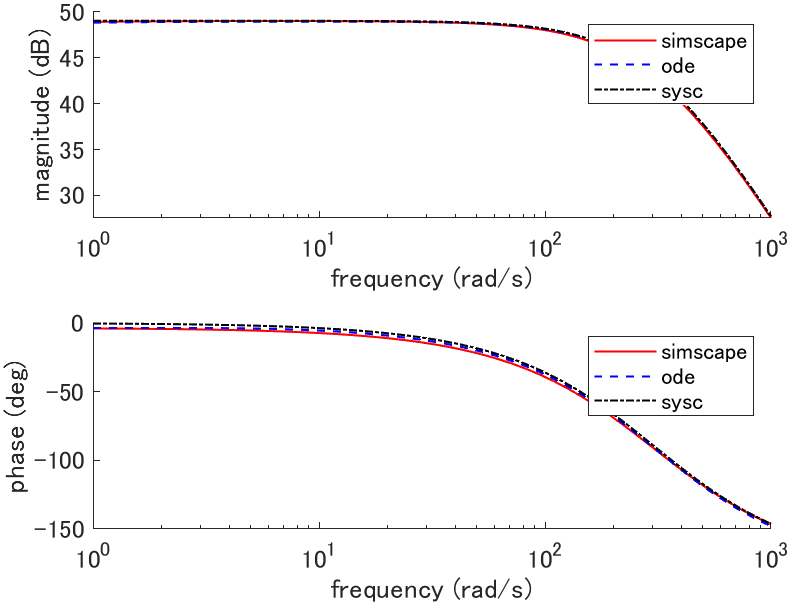 50
45
40
35
30
magnitude (dB)
simscape
ode
sysc
10^0
10^1
10^2
10^3
frequency (rad/s)
0
-50
-100
-150
phase (deg)
simscape
ode
sysc
10^0
10^1
10^2
10^3
frequency (rad/s)